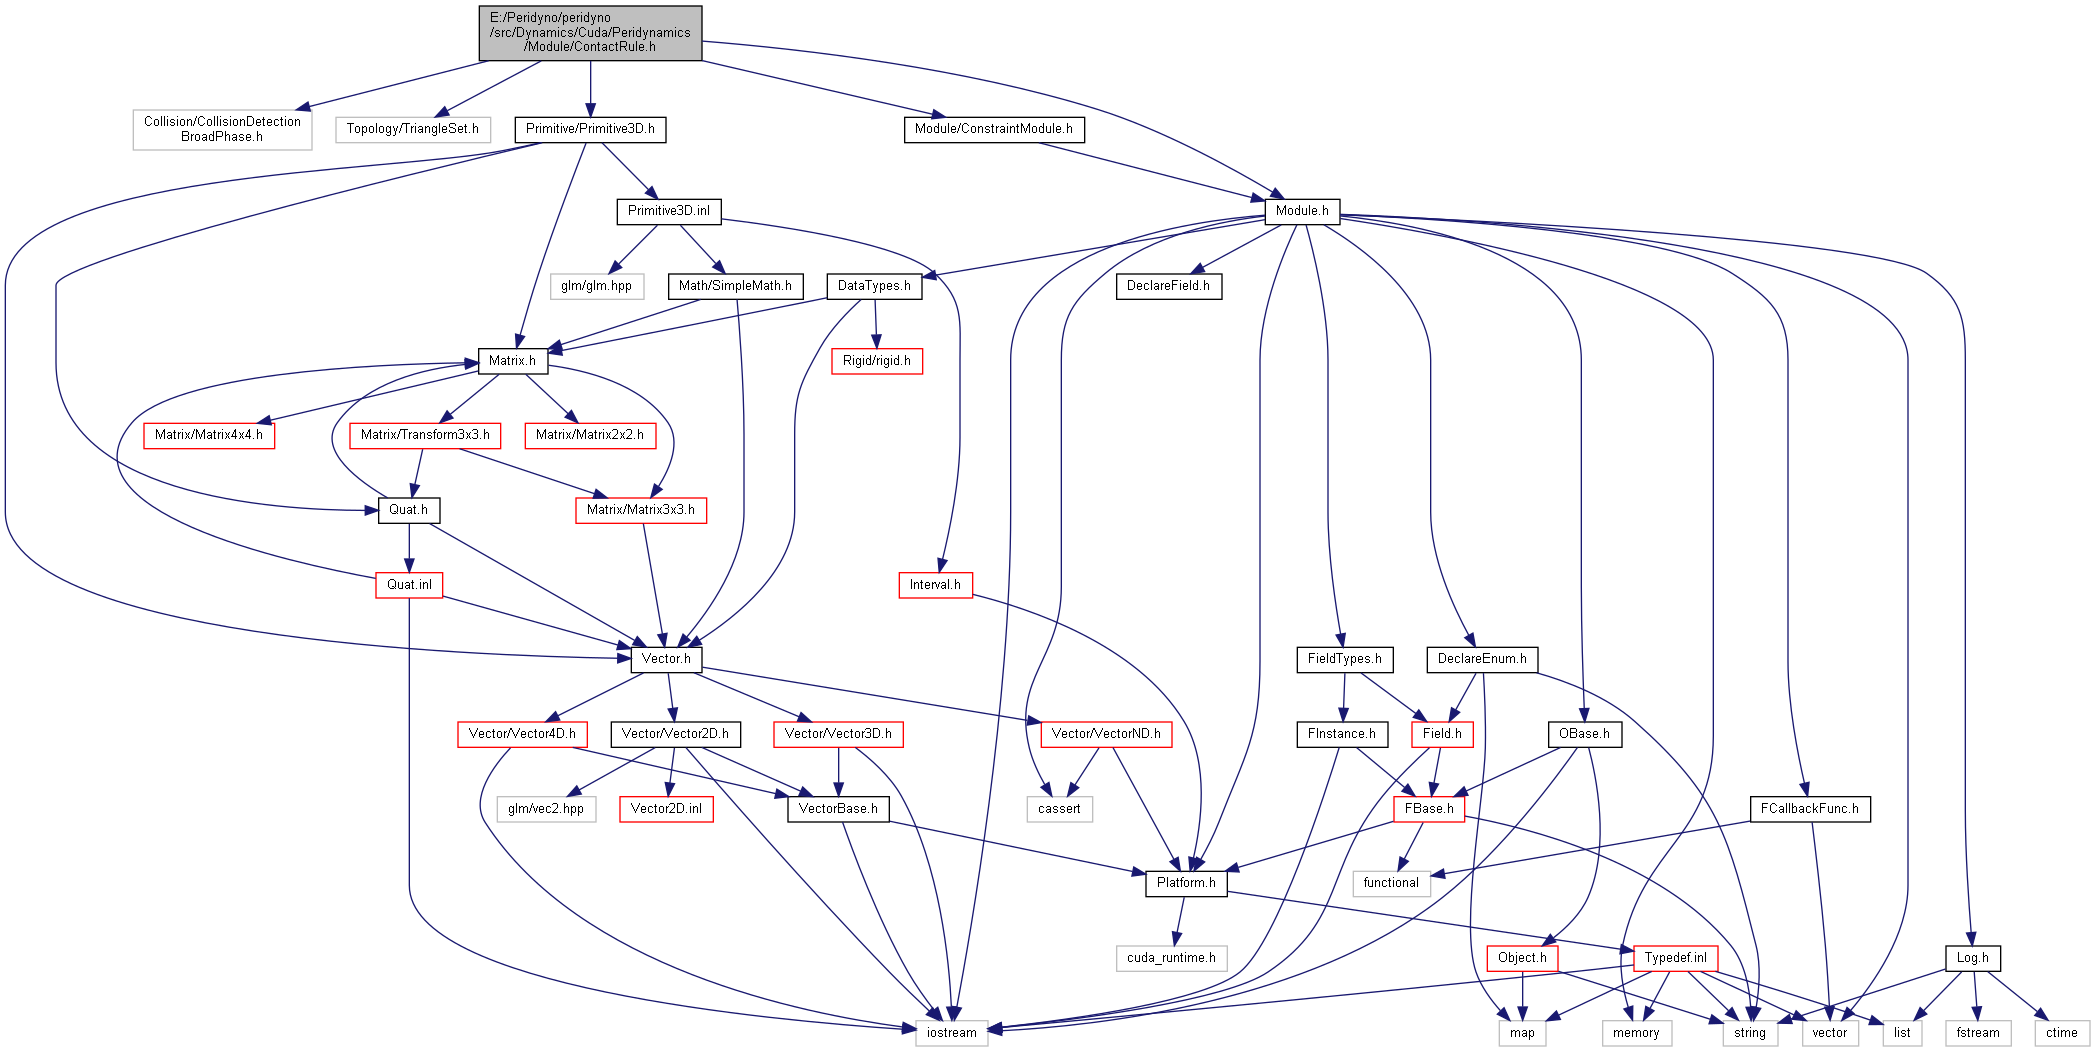 E:/Peridyno/peridyno
/src/Dynamics/Cuda/Peridynamics
/Module/ContactRule.h
Collision/CollisionDetection
BroadPhase.h
Topology/TriangleSet.h
Primitive/Primitive3D.h
Module/ConstraintModule.h
Primitive3D.inl
Module.h
glm/glm.hpp
Math/SimpleMath.h
DataTypes.h
DeclareField.h
Matrix.h
Rigid/rigid.h
Matrix/Matrix4x4.h
Matrix/Transform3x3.h
Matrix/Matrix2x2.h
Quat.h
Matrix/Matrix3x3.h
Quat.inl
Interval.h
Vector.h
FieldTypes.h
DeclareEnum.h
Vector/Vector4D.h
Vector/Vector2D.h
Vector/Vector3D.h
Vector/VectorND.h
FInstance.h
Field.h
OBase.h
glm/vec2.hpp
Vector2D.inl
VectorBase.h
cassert
FBase.h
FCallbackFunc.h
Platform.h
functional
cuda_runtime.h
Object.h
Typedef.inl
Log.h
iostream
map
memory
string
vector
list
fstream
ctime